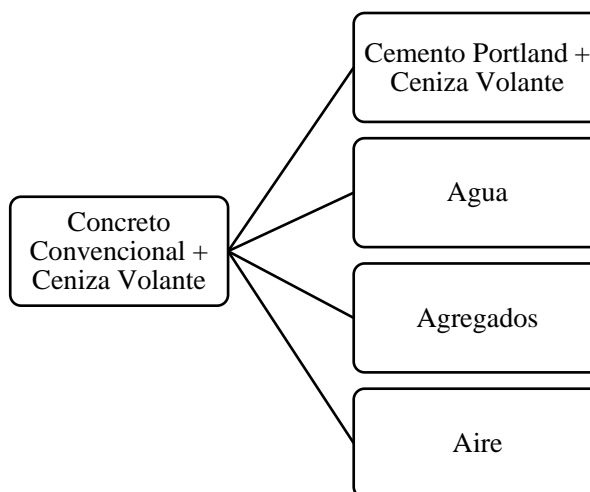 Cemento Portland +
Ceniza Volante
Agua
Concreto
Convencional +
Ceniza Volante
Agregados
Aire